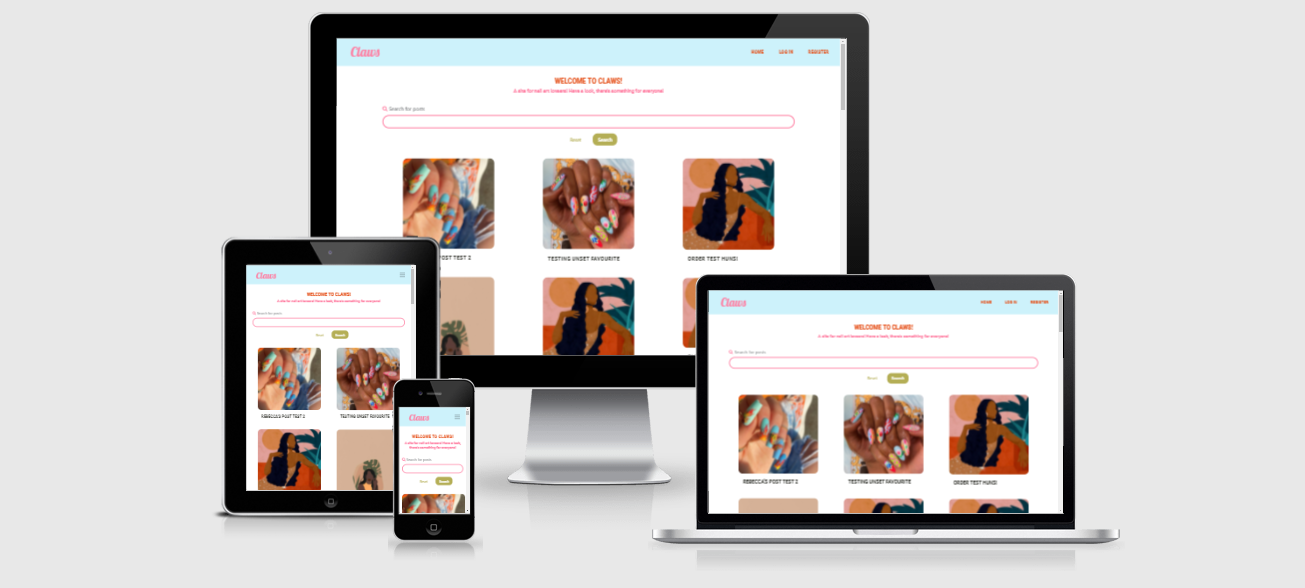 Claws
HOME LOG IN REGISTER
WELCOME TO CLAWS!
A site for nail art lovers! Have a look, there's something for everyone!
Search for posts
Reset Search
POST TEST 2 TESTING UNSET FAVOURITE ORDER TEST HUNS!
Claws
WELCOME TO CLAWS!
A site for nail art lovers! Have a look, there's something for everyone!
Search for posts
Reset Search
REBECCA'S POST TEST 2 TESTING UNSET FAVOURITE
Claws
WELCOME TO CLAWS!
A site for nail art lovers! Have a look,
there's something for everyone!
Search for posts
Reset Search
Claws
HOME LOG IN REGISTER
WELCOME TO CLAWS!
A site for nail art lovers! Have a look, there's something for everyone!
Search for posts
Reset Search
REBECCA'S POST TEST 2 TESTING UNSET FAVOURITE ORDER TEST HUNS!